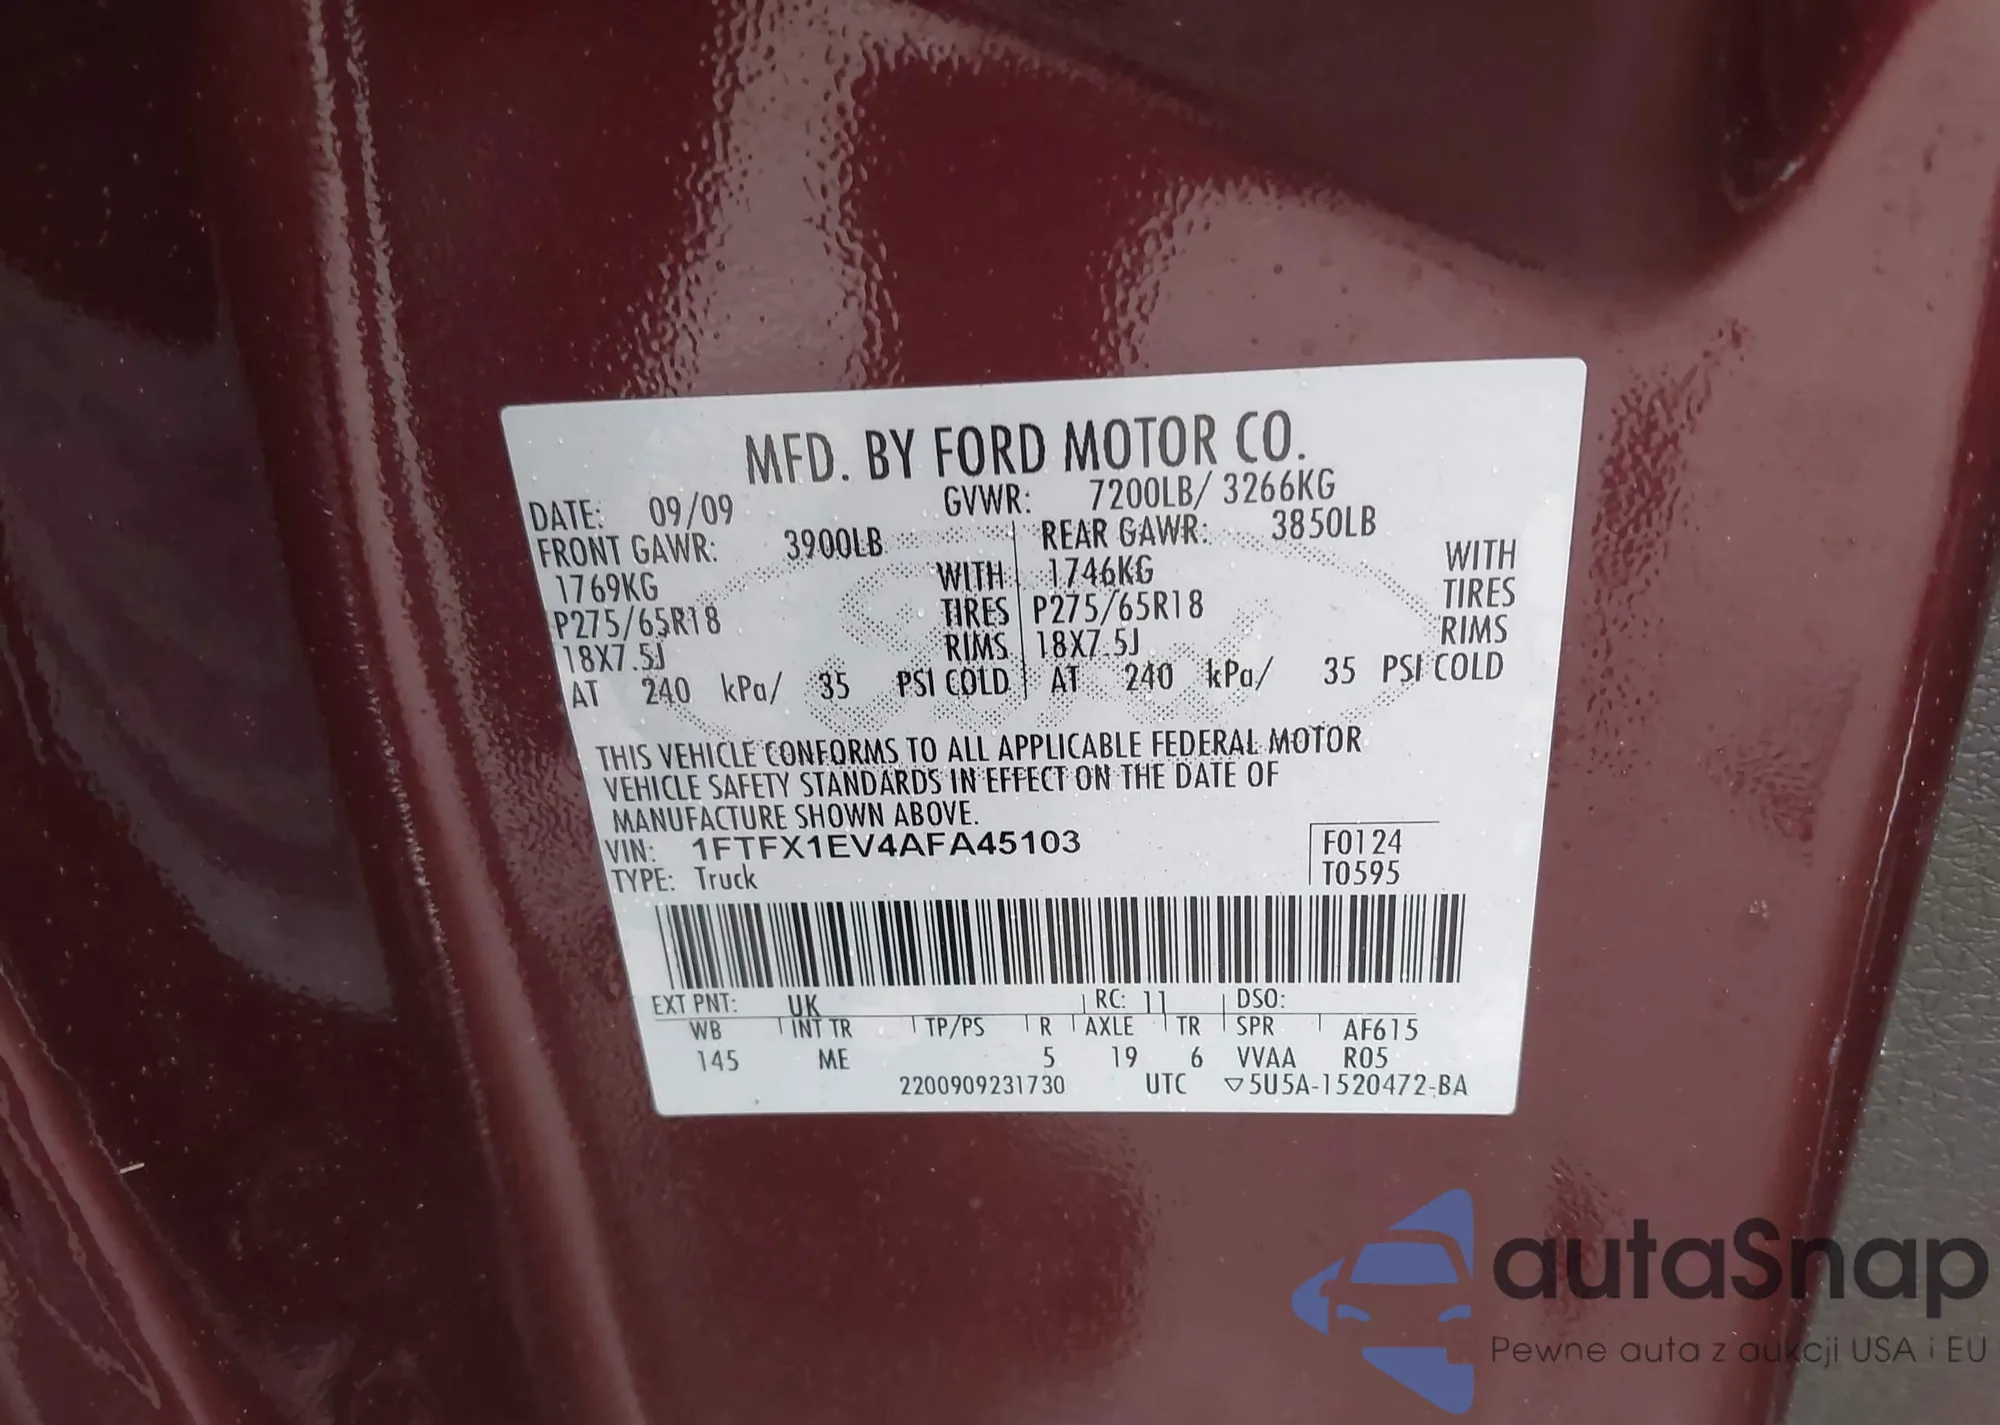 MFD. BY FORD MOTOR CO.
DATE: 09/09 GVWR: 7200LB/ 3266KG
FRONT GAWR: 3900LB REAR GAWR: 3850LB
1769KG WITH 1746KG WITH
P275/65R18 TIRES P275/65R18 TIRES
18X7.5J RIMS 18X7.5J RIMS
AT 240 kPa/ 35 PSI COLD AT 240 kPa/ 35 PSI COLD
THIS VEHICLE CONFORMS TO ALL APPLICABLE FEDERAL MOTOR
VEHICLE SAFETY STANDARDS IN EFFECT ON THE DATE OF
MANUFACTURE SHOWN ABOVE.
VIN: 1FTFX1EV4AFA45103 F0124
TYPE: Truck T0595
EXT PNT: UK RC: 11 DSO:
WB INT TR TP/PS R AXLE TR SPR AF615
145 ME 5 19 6 VVAA R05
2200909231730 UTC ▽5U5A-1520472-BA
autaSnap
Pewne auta z aukcji USA i EU